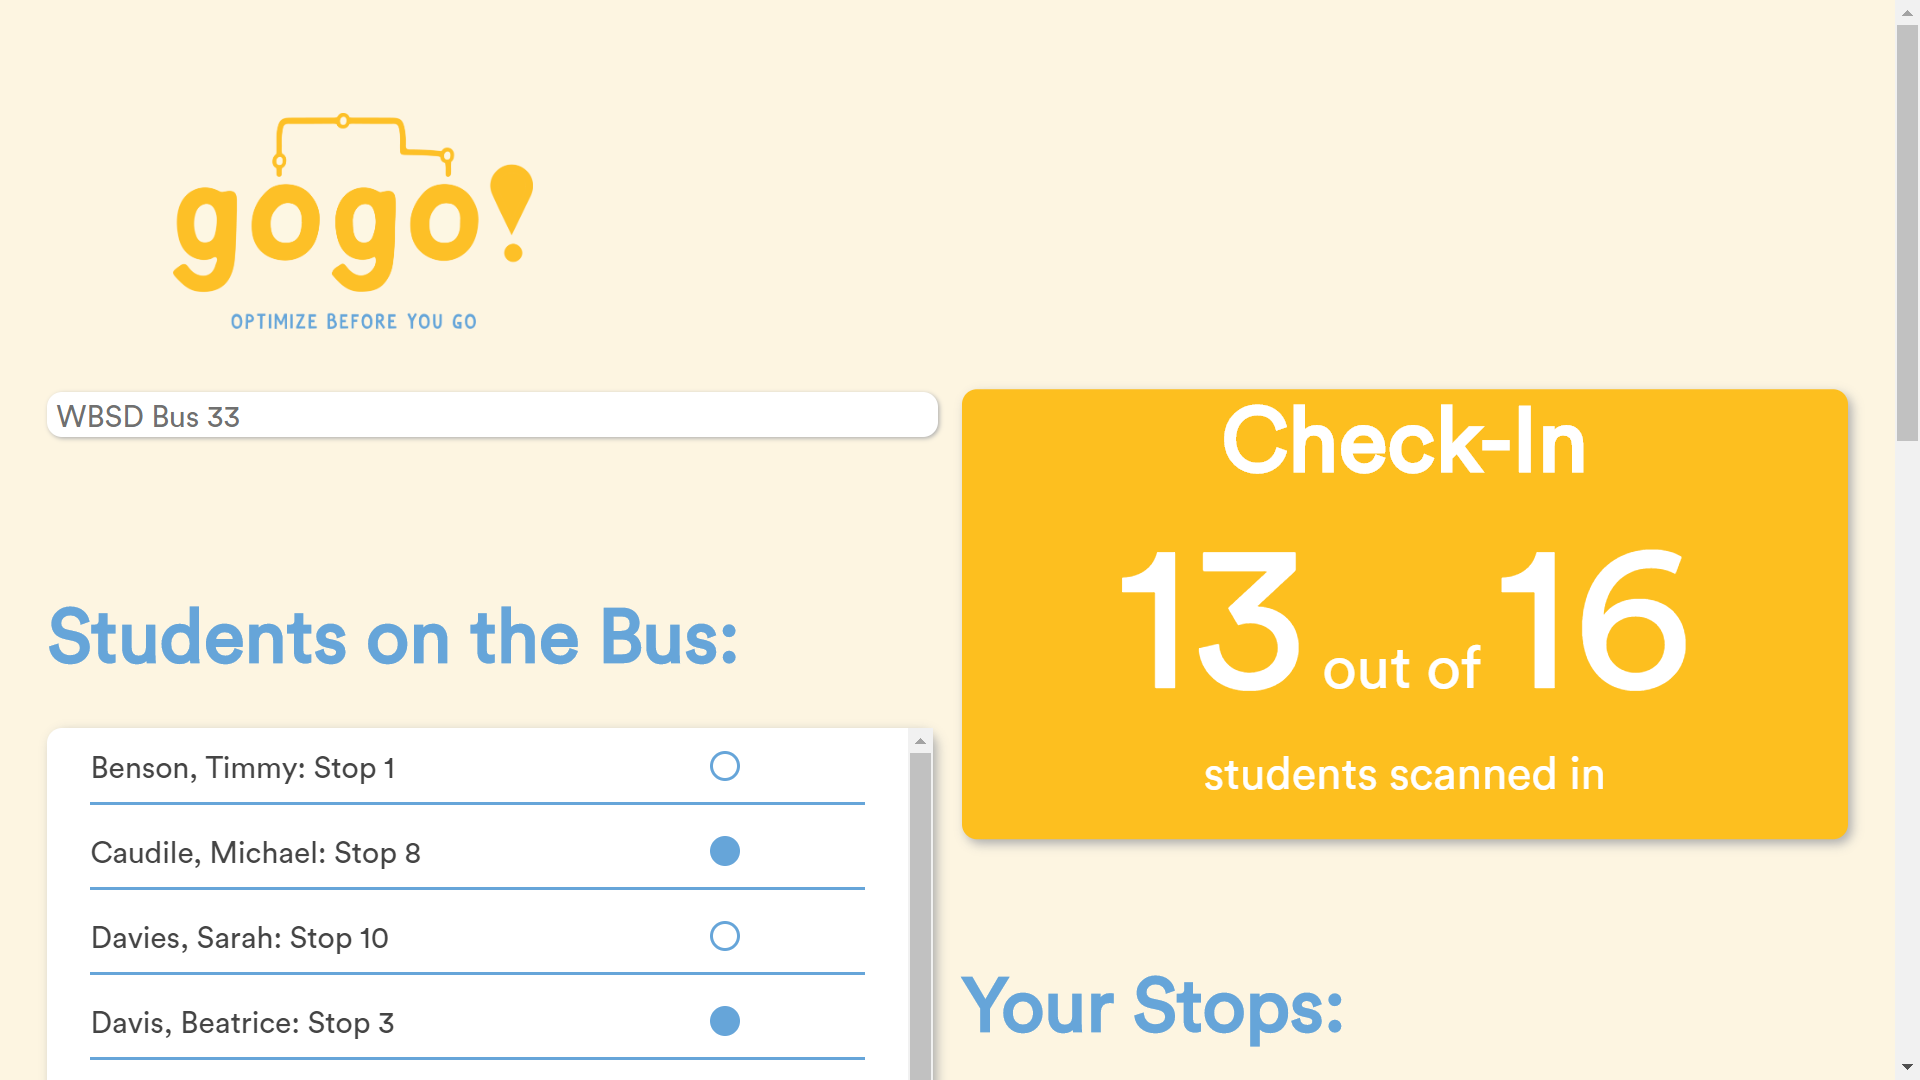 gogo!
OPTIMIZE BEFORE YOU GO
WBSD Bus 33
Students on the Bus:
Benson, Timmy: Stop 1
Caudile, Michael: Stop 8
Davies, Sarah: Stop 10
Davis, Beatrice: Stop 3
Check-In
13 out of 16
students scanned in
Your Stops: